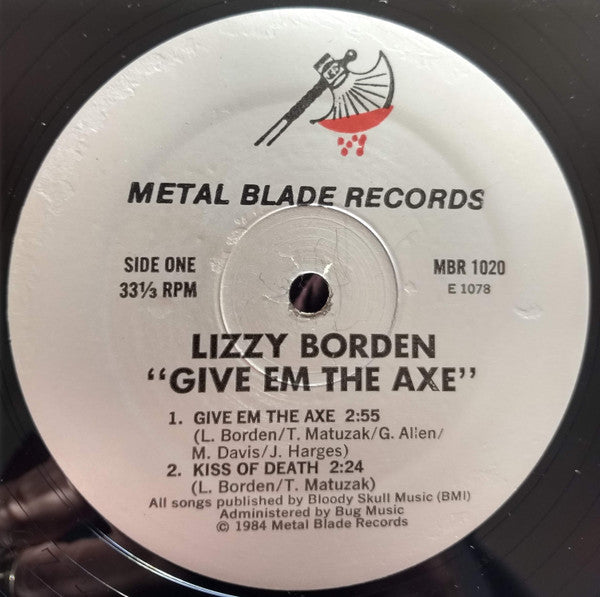 METAL BLADE RECORDS
SIDE ONE
33⅓ RPM
MBR 1020
E 1078
LIZZY BORDEN
"GIVE EM THE AXE"
1. GIVE EM THE AXE 2:55
(L. Borden/T. Matuzak/G. Allen/
M. Davis/J. Harges)
2. KISS OF DEATH 2:24
(L. Borden/T. Matuzak)
All songs published by Bloody Skull Music (BMI)
Administered by Bug Music
© 1984 Metal Blade Records